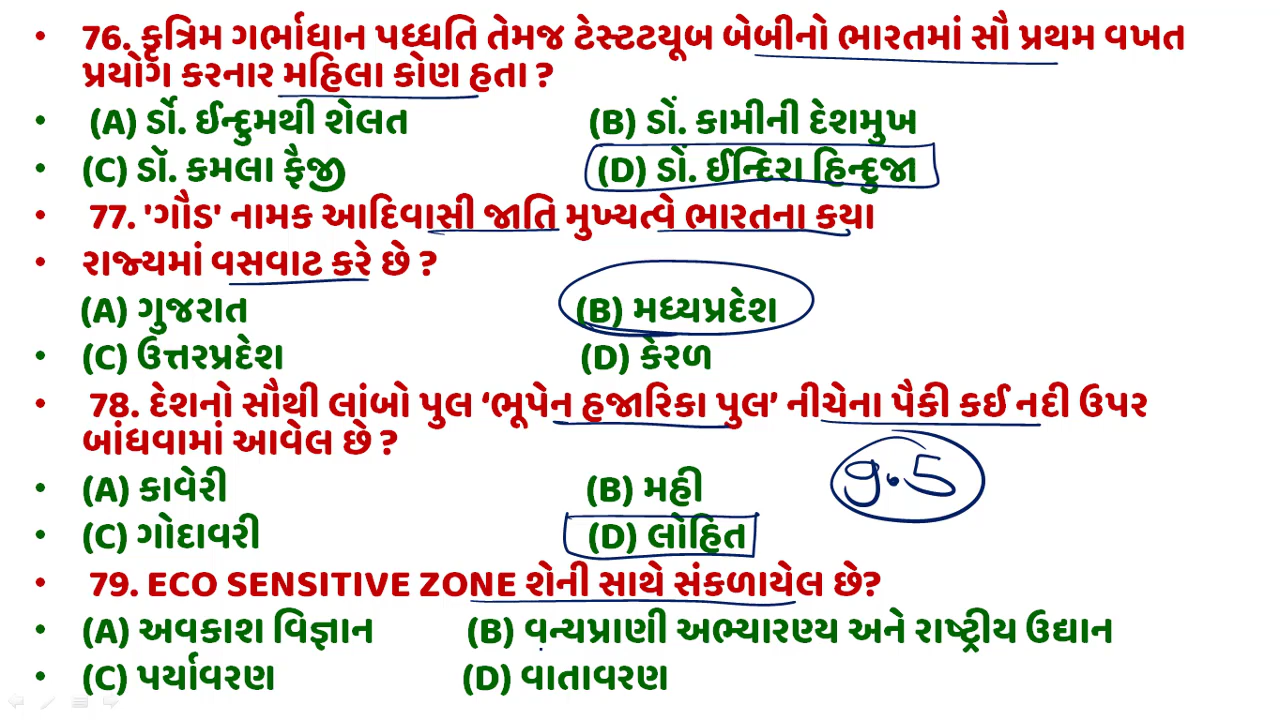 • 76. કૃત્રિમ ગર્ભાધાન પધ્ધતિ તેમજ ટેસ્ટટયૂબ બેબીનો ભારતમાં સૌ પ્રથમ વખત
પ્રયોગ કરનાર મહિલા કોણ હતા ?
• (A) ર્ડો. ઈન્દુમથી શેલત (B) ડૉ. કામીની દેશમુખ
• (C) ડૉ. કમલા ફૈજી (D) ડૉ. ઈન્દિરા હિન્દુજા
• 77. 'ગૌડ' નામક આદિવાસી જાતિ મુખ્યત્વે ભારતના કયા
• રાજ્યમાં વસવાટ કરે છે ?
(A) ગુજરાત (B) મધ્યપ્રદેશ
• (C) ઉત્તરપ્રદેશ (D) કેરળ
• 78. દેશનો સૌથી લાંબો પુલ ‘ભૂપેન હજારિકા પુલ’ નીચેના પૈકી કઈ નદી ઉપર
બાંધવામાં આવેલ છે ?
9.5
• (A) કાવેરી (B) મહી
• (C) ગોદાવરી (D) લોહિત
• 79. ECO SENSITIVE ZONE શેની સાથે સંકળાયેલ છે?
• (A) અવકાશ વિજ્ઞાન (B) વન્યપ્રાણી અભ્યારણ્ય અને રાષ્ટ્રીય ઉદ્યાન
• (C) પર્યાવરણ (D) વાતાવરણ